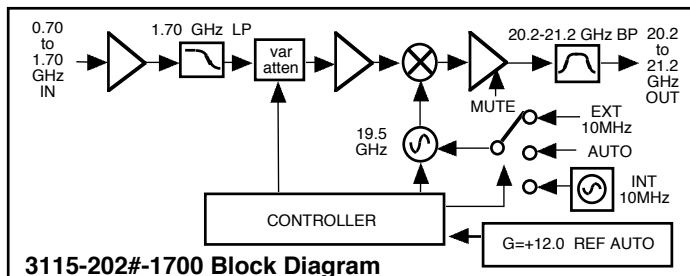 0.70
to
1.70
GHz
IN
1.70 GHz LP
var
atten
20.2-21.2 GHz BP
20.2
to
21.2
GHz
OUT
MUTE
19.5
GHz
EXT
10MHz
AUTO
INT
10MHz
CONTROLLER
G=+12.0 REF AUTO
3115-202#-1700 Block Diagram